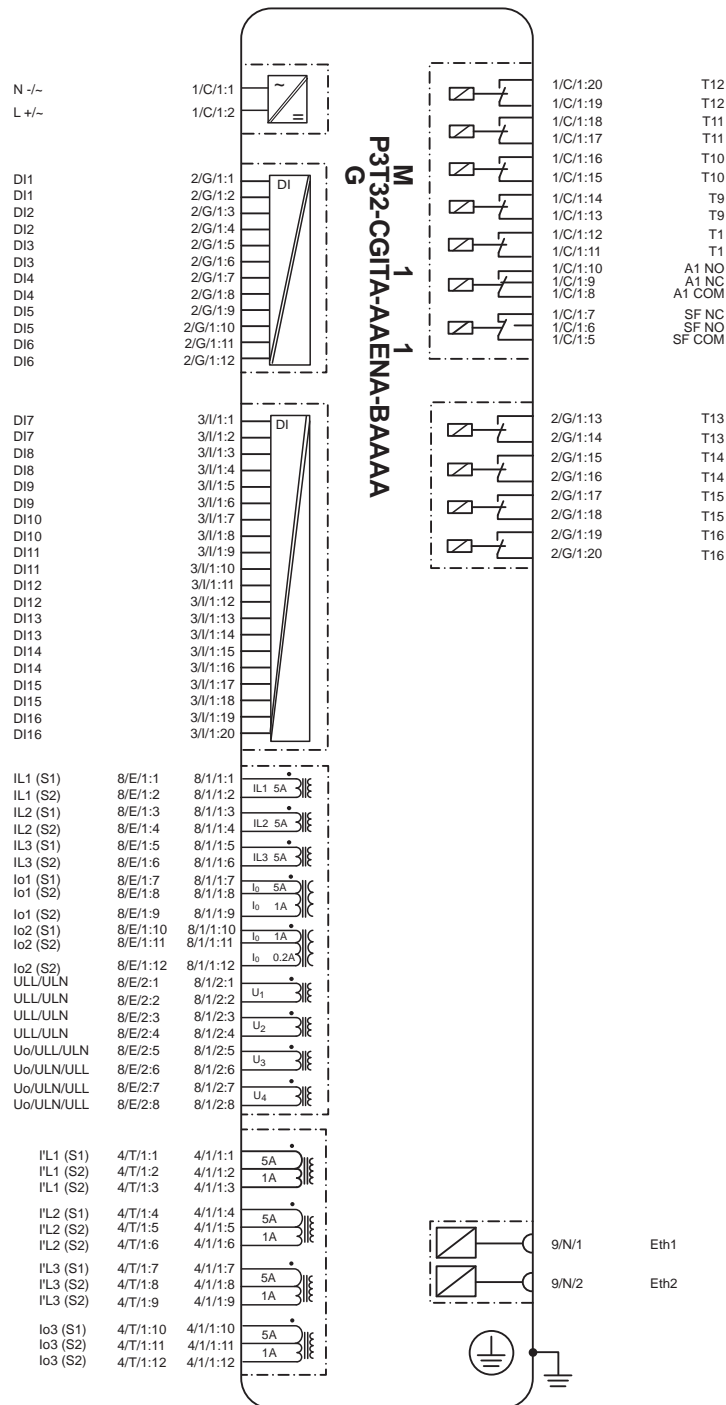 N -/~ 1/C/1:1
L +/~ 1/C/1:2
~
=
DI1 2/G/1:1
DI1 2/G/1:2
DI2 2/G/1:3
DI2 2/G/1:4
DI3 2/G/1:5
DI3 2/G/1:6
DI4 2/G/1:7
DI4 2/G/1:8
DI5 2/G/1:9
DI5 2/G/1:10
DI6 2/G/1:11
DI6 2/G/1:12
DI
DI7 3/I/1:1
DI7 3/I/1:2
DI8 3/I/1:3
DI8 3/I/1:4
DI9 3/I/1:5
DI9 3/I/1:6
DI10 3/I/1:7
DI10 3/I/1:8
DI11 3/I/1:9
DI11 3/I/1:10
DI12 3/I/1:11
DI12 3/I/1:12
DI13 3/I/1:13
DI13 3/I/1:14
DI14 3/I/1:15
DI14 3/I/1:16
DI15 3/I/1:17
DI15 3/I/1:18
DI16 3/I/1:19
DI16 3/I/1:20
DI
IL1 (S1) 8/E/1:1 8/1/1:1
IL1 (S2) 8/E/1:2 8/1/1:2
IL1 5A
IL2 (S1) 8/E/1:3 8/1/1:3
IL2 (S2) 8/E/1:4 8/1/1:4
IL2 5A
IL3 (S1) 8/E/1:5 8/1/1:5
IL3 (S2) 8/E/1:6 8/1/1:6
IL3 5A
Io1 (S1) 8/E/1:7 8/1/1:7
Io1 (S2) 8/E/1:8 8/1/1:8
I0 5A
Io1 (S2) 8/E/1:9 8/1/1:9
I0 1A
Io2 (S1) 8/E/1:10 8/1/1:10
Io2 (S2) 8/E/1:11 8/1/1:11
I0 1A
Io2 (S2) 8/E/1:12 8/1/1:12
I0 0.2A
ULL/ULN 8/E/2:1 8/1/2:1
ULL/ULN 8/E/2:2 8/1/2:2
U1
ULL/ULN 8/E/2:3 8/1/2:3
ULL/ULN 8/E/2:4 8/1/2:4
U2
Uo/ULL/ULN 8/E/2:5 8/1/2:5
Uo/ULN/ULL 8/E/2:6 8/1/2:6
U3
Uo/ULN/ULL 8/E/2:7 8/1/2:7
Uo/ULN/ULL 8/E/2:8 8/1/2:8
U4
I'L1 (S1) 4/T/1:1 4/1/1:1
I'L1 (S2) 4/T/1:2 4/1/1:2
I'L1 (S2) 4/T/1:3 4/1/1:3
5A
1A
I'L2 (S1) 4/T/1:4 4/1/1:4
I'L2 (S2) 4/T/1:5 4/1/1:5
I'L2 (S2) 4/T/1:6 4/1/1:6
5A
1A
I'L3 (S1) 4/T/1:7 4/1/1:7
I'L3 (S2) 4/T/1:8 4/1/1:8
I'L3 (S2) 4/T/1:9 4/1/1:9
5A
1A
Io3 (S1) 4/T/1:10 4/1/1:10
Io3 (S2) 4/T/1:11 4/1/1:11
Io3 (S2) 4/T/1:12 4/1/1:12
5A
1A
M 1 1
P3T32-CGITA-AAENA-BAAAA
G
1/C/1:20 T12
1/C/1:19 T12
1/C/1:18 T11
1/C/1:17 T11
1/C/1:16 T10
1/C/1:15 T10
1/C/1:14 T9
1/C/1:13 T9
1/C/1:12 T1
1/C/1:11 T1
1/C/1:10 A1 NO
1/C/1:9 A1 NC
1/C/1:8 A1 COM
1/C/1:7 SF NC
1/C/1:6 SF NO
1/C/1:5 SF COM
2/G/1:13 T13
2/G/1:14 T13
2/G/1:15 T14
2/G/1:16 T14
2/G/1:17 T15
2/G/1:18 T15
2/G/1:19 T16
2/G/1:20 T16
9/N/1 Eth1
9/N/2 Eth2